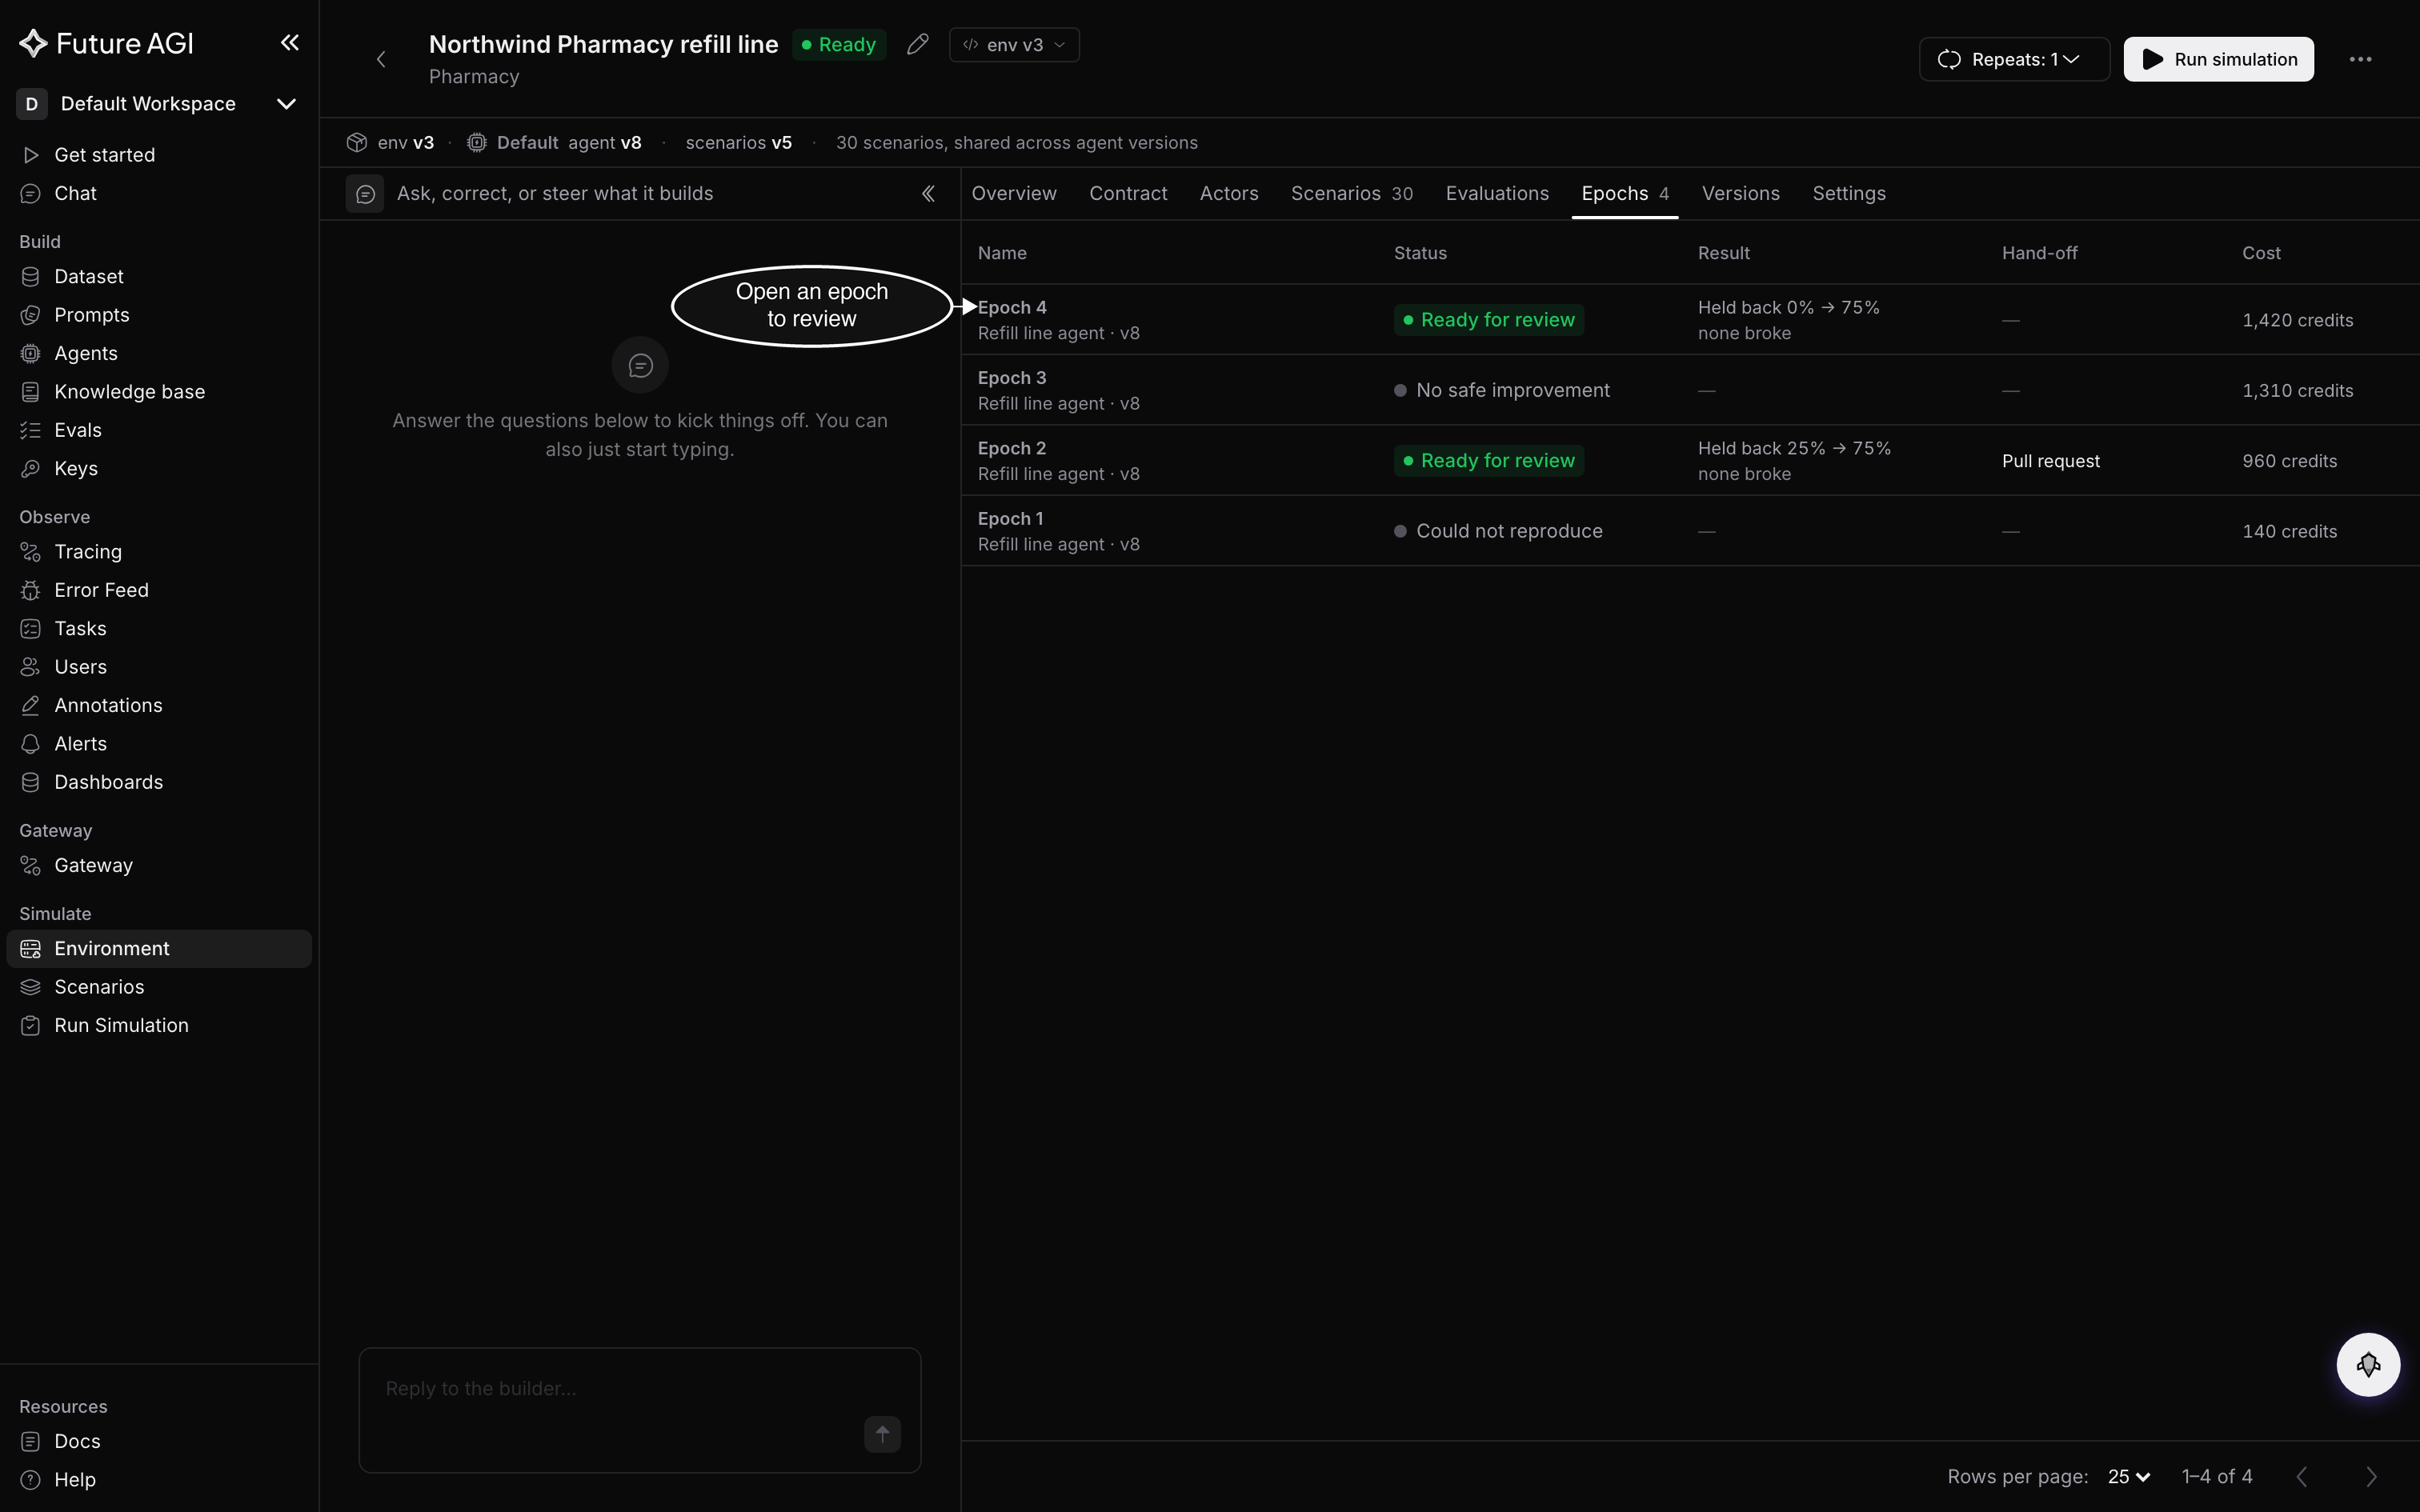 Future AGI
D Default Workspace
Get started
Chat
Build
Dataset
Prompts
Agents
Knowledge base
Evals
Keys
Observe
Tracing
Error Feed
Tasks
Users
Annotations
Alerts
Dashboards
Gateway
Gateway
Simulate
Environment
Scenarios
Run Simulation
Resources
Docs
Help
Northwind Pharmacy refill line Ready env v3
Pharmacy
Repeats: 1 Run simulation
env v3 · Default agent v8 · scenarios v5 · 30 scenarios, shared across agent versions
Ask, correct, or steer what it builds
Open an epoch
to review
Answer the questions below to kick things off. You can
also just start typing.
Reply to the builder...
Overview Contract Actors Scenarios 30 Evaluations Epochs 4 Versions Settings
Name Status Result Hand-off Cost
Epoch 4
Refill line agent · v8
Ready for review
Held back 0% → 75%
none broke
—
1,420 credits
Epoch 3
Refill line agent · v8
No safe improvement
—
—
1,310 credits
Epoch 2
Refill line agent · v8
Ready for review
Held back 25% → 75%
none broke
Pull request
960 credits
Epoch 1
Refill line agent · v8
Could not reproduce
—
—
140 credits
Rows per page: 25 1–4 of 4